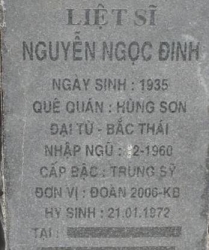 LIỆT SĨ
NGUYỄN NGỌC ĐINH
NGÀY SINH : 1935
QUÊ QUÁN : HÙNG SƠN
ĐẠI TỪ - BẮC THÁI
NHẬP NGŨ : 2-1960
CẤP BẬC : TRUNG SỸ
ĐƠN VỊ : ĐOÀN 2006-KB
HY SINH : 21.01.1972
TẠI :